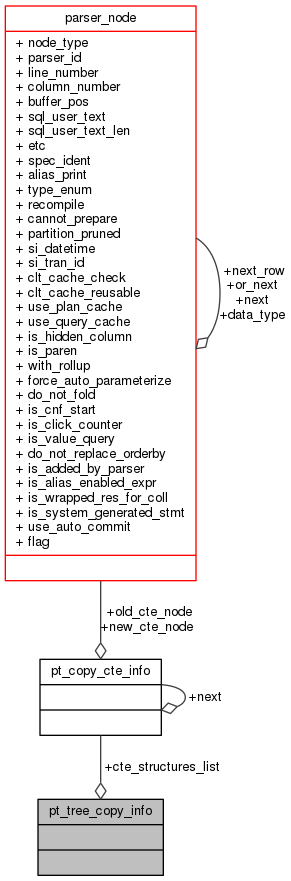 parser_node
+ node_type
+ parser_id
+ line_number
+ column_number
+ buffer_pos
+ sql_user_text
+ sql_user_text_len
+ etc
+ spec_ident
+ alias_print
+ type_enum
+ recompile
+ cannot_prepare
+ partition_pruned
+ si_datetime
+ si_tran_id
+ clt_cache_check
+ clt_cache_reusable
+ use_plan_cache
+ use_query_cache
+ is_hidden_column
+ is_paren
+ with_rollup
+ force_auto_parameterize
+ do_not_fold
+ is_cnf_start
+ is_click_counter
+ is_value_query
+ do_not_replace_orderby
+ is_added_by_parser
+ is_alias_enabled_expr
+ is_wrapped_res_for_coll
+ is_system_generated_stmt
+ use_auto_commit
+ flag
+next_row
+or_next
+next
+data_type
+old_cte_node
+new_cte_node
pt_copy_cte_info
+next
+cte_structures_list
pt_tree_copy_info